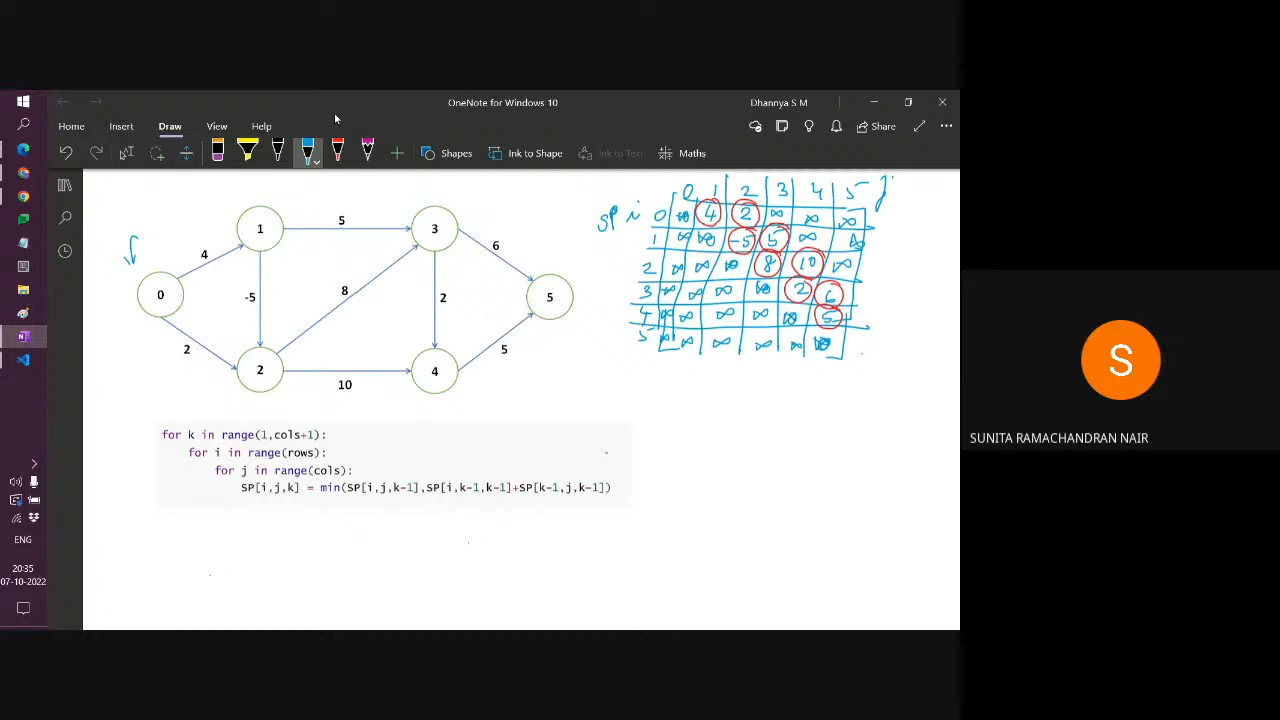 OneNote for Windows 10
Dhannya S M
Home Insert Draw View Help
Share
Shapes
Ink to Shape
Ink to Text
Maths
0 1 2 3 4 5 j
SP i 0 ∞ 4 2 ∞ ∞ ∞
1 ∞ ∞ -5 5 ∞ ∞
2 ∞ ∞ ∞ 8 10 ∞
3 ∞ ∞ ∞ ∞ 2 6
4 ∞ ∞ ∞ ∞ ∞ 5
5 ∞ ∞ ∞ ∞ ∞ ∞
1 5 3
4 6
0 -5 8 2 5
2 5
2 4
10
for k in range(1,cols+1):
for i in range(rows):
for j in range(cols):
SP[i,j,k] = min(SP[i,j,k-1],SP[i,k-1,k-1]+SP[k-1,j,k-1])
S
SUNITA RAMACHANDRAN NAIR
ENG
20:35
07-10-2022